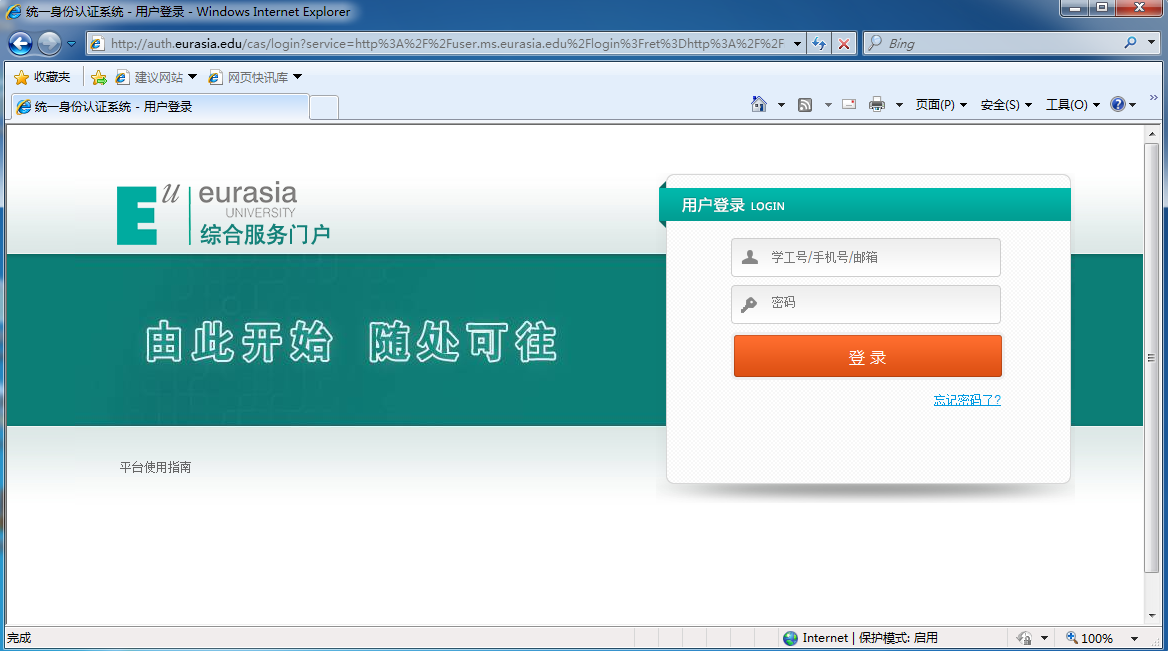 统一身份认证系统 - 用户登录 - Windows Internet Explorer
http://auth.eurasia.edu/cas/login?service=http%3A%2F%2Fuser.ms.eurasia.edu%2Flogin%3Fret%3Dhttp%3A%2F%2F
Bing
收藏夹 建议网站 网页快讯库
统一身份认证系统 - 用户登录
页面(P) 安全(S) 工具(O)
E u eurasia
UNIVERSITY
综合服务门户
由此开始 随处可往
用户登录 LOGIN
学工号/手机号/邮箱
密码
登录
忘记密码了?
平台使用指南
完成 Internet | 保护模式: 启用 100%